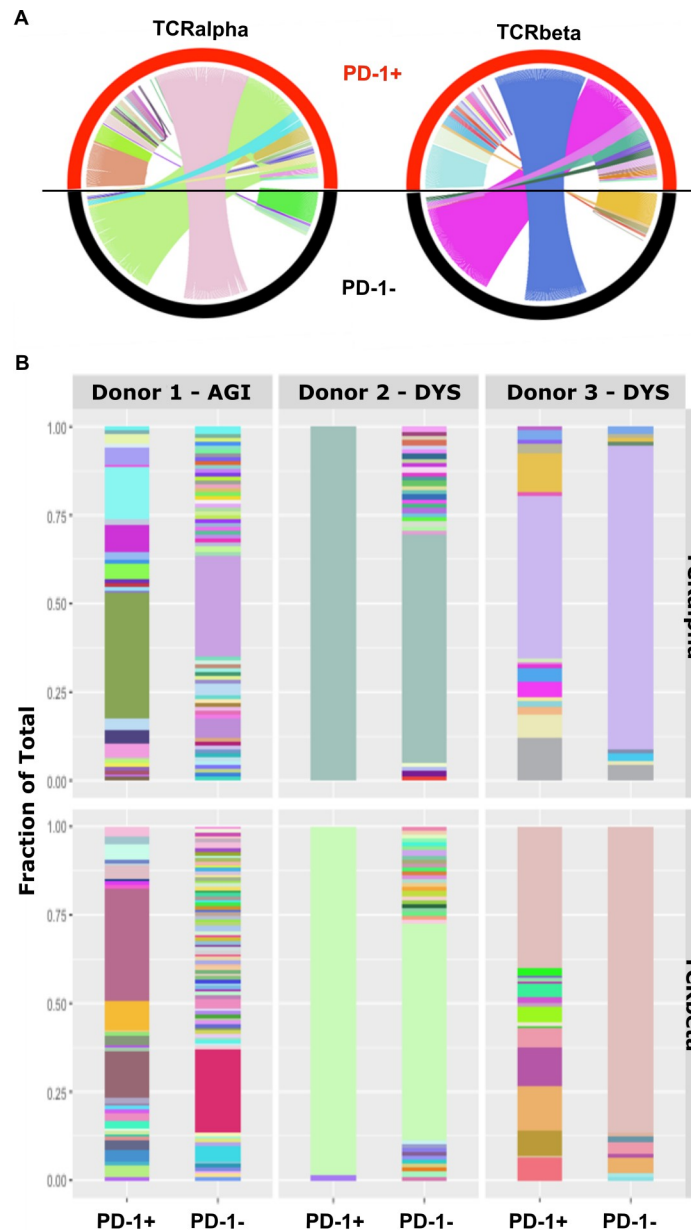 A
TCRalpha
TCRbeta
PD-1+
PD-1-
B
Donor 1 - AGI
Donor 2 - DYS
Donor 3 - DYS
Fraction of Total
1.00
0.75
0.50
0.25
0.00
1.00
0.75
0.50
0.25
0.00
PD-1+
PD-1-
PD-1+
PD-1-
PD-1+
PD-1-